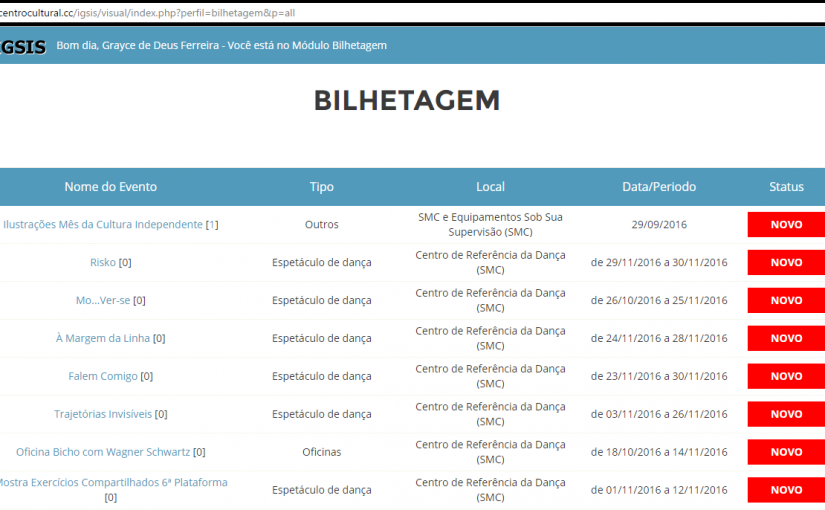 centrocultural.cc/igsis/visual/index.php?perfil=bilhetagem&p=all
IGSIS Bom dia, Grayce de Deus Ferreira - Você está no Módulo Bilhetagem
BILHETAGEM
Nome do Evento Tipo Local Data/Periodo Status
Ilustrações Mês da Cultura Independente [1] Outros SMC e Equipamentos Sob Sua 29/09/2016 NOVO
Supervisão (SMC)
Risko [0] Espetáculo de dança Centro de Referência da Dança de 29/11/2016 a 30/11/2016 NOVO
(SMC)
Mo...Ver-se [0] Espetáculo de dança Centro de Referência da Dança de 26/10/2016 a 25/11/2016 NOVO
(SMC)
À Margem da Linha [0] Espetáculo de dança Centro de Referência da Dança de 24/11/2016 a 28/11/2016 NOVO
(SMC)
Falem Comigo [0] Espetáculo de dança Centro de Referência da Dança de 23/11/2016 a 30/11/2016 NOVO
(SMC)
Trajetórias Invisíveis [0] Espetáculo de dança Centro de Referência da Dança de 03/11/2016 a 26/11/2016 NOVO
(SMC)
Oficina Bicho com Wagner Schwartz [0] Oficinas Centro de Referência da Dança de 18/10/2016 a 14/11/2016 NOVO
(SMC)
Mostra Exercícios Compartilhados 6ª Plataforma Espetáculo de dança Centro de Referência da Dança de 01/11/2016 a 12/11/2016 NOVO
[0] (SMC)